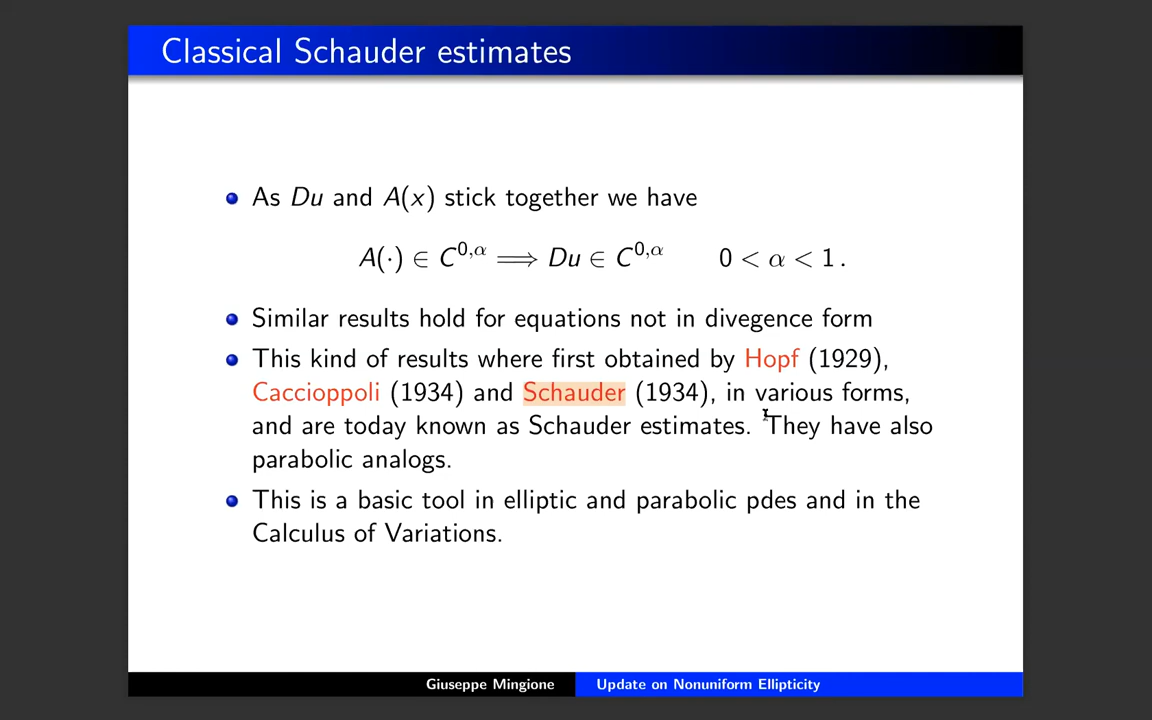 Classical Schauder estimates
As Du and A(x) stick together we have
A(·) ∈ C^{0,α} ⟹ Du ∈ C^{0,α} 0 < α < 1 .
Similar results hold for equations not in divegence form
This kind of results where first obtained by Hopf (1929),
Caccioppoli (1934) and Schauder (1934), in various forms,
and are today known as Schauder estimates. They have also
parabolic analogs.
This is a basic tool in elliptic and parabolic pdes and in the
Calculus of Variations.
Giuseppe Mingione Update on Nonuniform Ellipticity